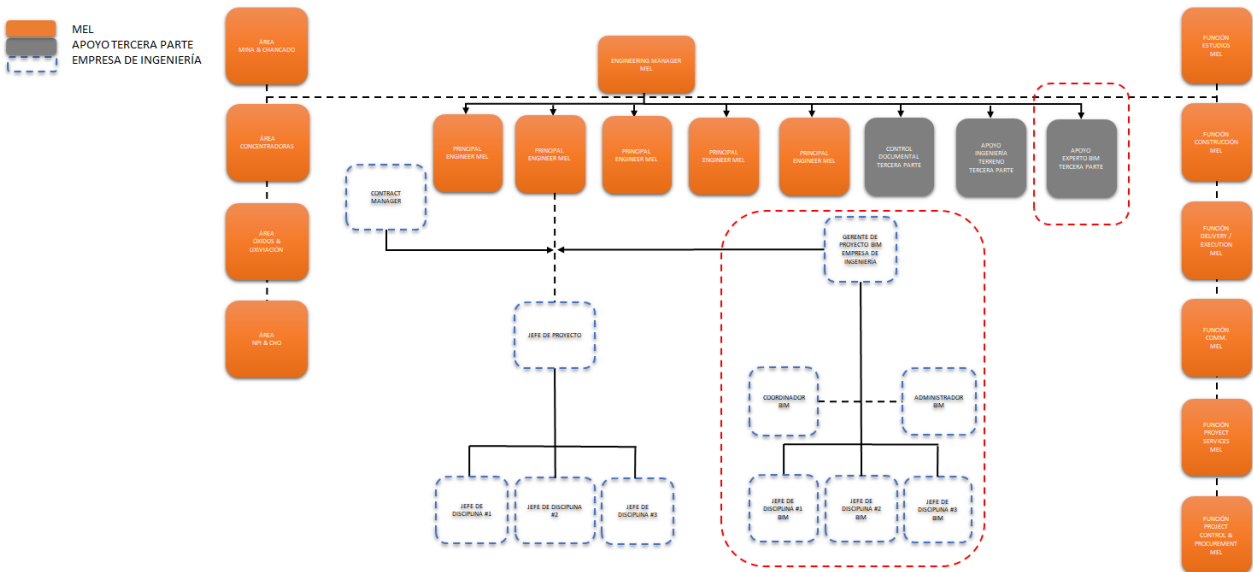 MEL
APOYO TERCERA PARTE
EMPRESA DE INGENIERÍA
ÁREA
MINA & CHANCADO
ÁREA
CONCENTRADORAS
ÁREA
OXIDOS &
LIXIVIACIÓN
ÁREA
NPI & CHO
ENGINEERING MANAGER
MEL
PRINCIPAL
ENGINEER MEL
PRINCIPAL
ENGINEER MEL
PRINCIPAL
ENGINEER MEL
PRINCIPAL
ENGINEER MEL
PRINCIPAL
ENGINEER MEL
CONTROL
DOCUMENTAL
TERCERA PARTE
APOYO
INGENIERÍA
TERRENO
TERCERA PARTE
APOYO
EXPERTO BIM
TERCERA PARTE
CONTRACT
MANAGER
GERENTE DE
PROYECTO BIM
EMPRESA DE
INGENIERÍA
JEFE DE PROYECTO
COORDINADOR
BIM
ADMINISTRADOR
BIM
JEFE DE
DISCIPLINA #1
JEFE DE DISCIPLINA
#2
JEFE DE
DISCIPLINA #3
JEFE DE
DISCIPLINA #1
BIM
JEFE DE
DISCIPLINA #2
BIM
JEFE DE
DISCIPLINA #3
BIM
FUNCIÓN
ESTUDIOS
MEL
FUNCIÓN
CONSTRUCCIÓN
MEL
FUNCIÓN
DELIVERY /
EXECUTION
MEL
FUNCIÓN
COMM.
MEL
FUNCIÓN
PROYECT
SERVICES
MEL
FUNCIÓN
PROJECT
CONTROL &
PROCUREMENT
MEL